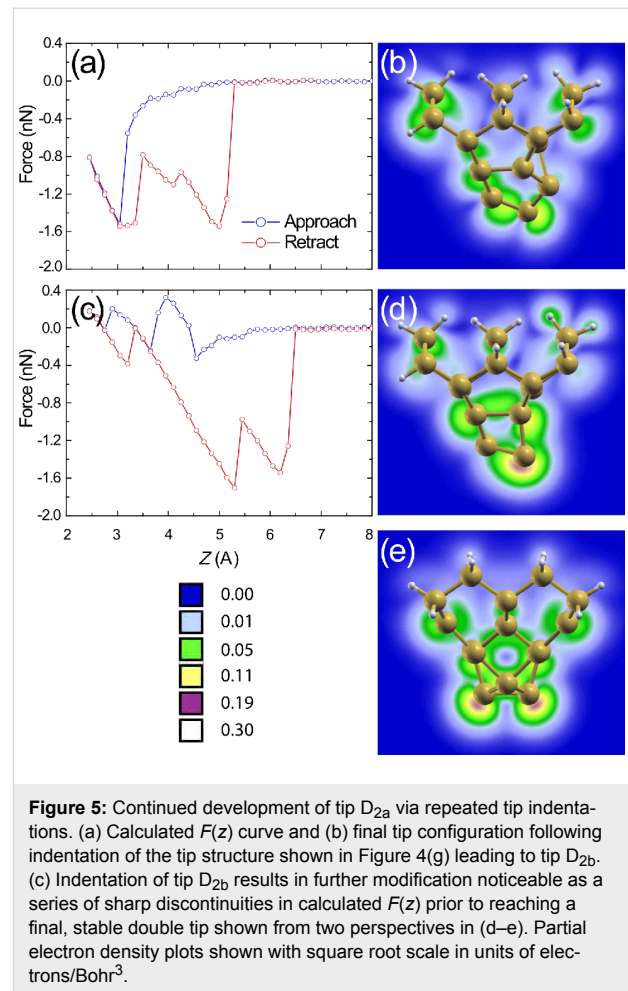 (a)
0.4
0.0
-0.4
-0.8
-1.2
-1.6
-2.0
Force (nN)
Approach
Retract
(b)
(c)
0.4
0.0
-0.4
-0.8
-1.2
-1.6
-2.0
Force (nN)
2 3 4 5 6 7 8
Z (A)
(d)
0.00
0.01
0.05
0.11
0.19
0.30
(e)
Figure 5: Continued development of tip D2a via repeated tip indenta-
tions. (a) Calculated F(z) curve and (b) final tip configuration following
indentation of the tip structure shown in Figure 4(g) leading to tip D2b.
(c) Indentation of tip D2b results in further modification noticeable as a
series of sharp discontinuities in calculated F(z) prior to reaching a
final, stable double tip shown from two perspectives in (d–e). Partial
electron density plots shown with square root scale in units of elec-
trons/Bohr3.